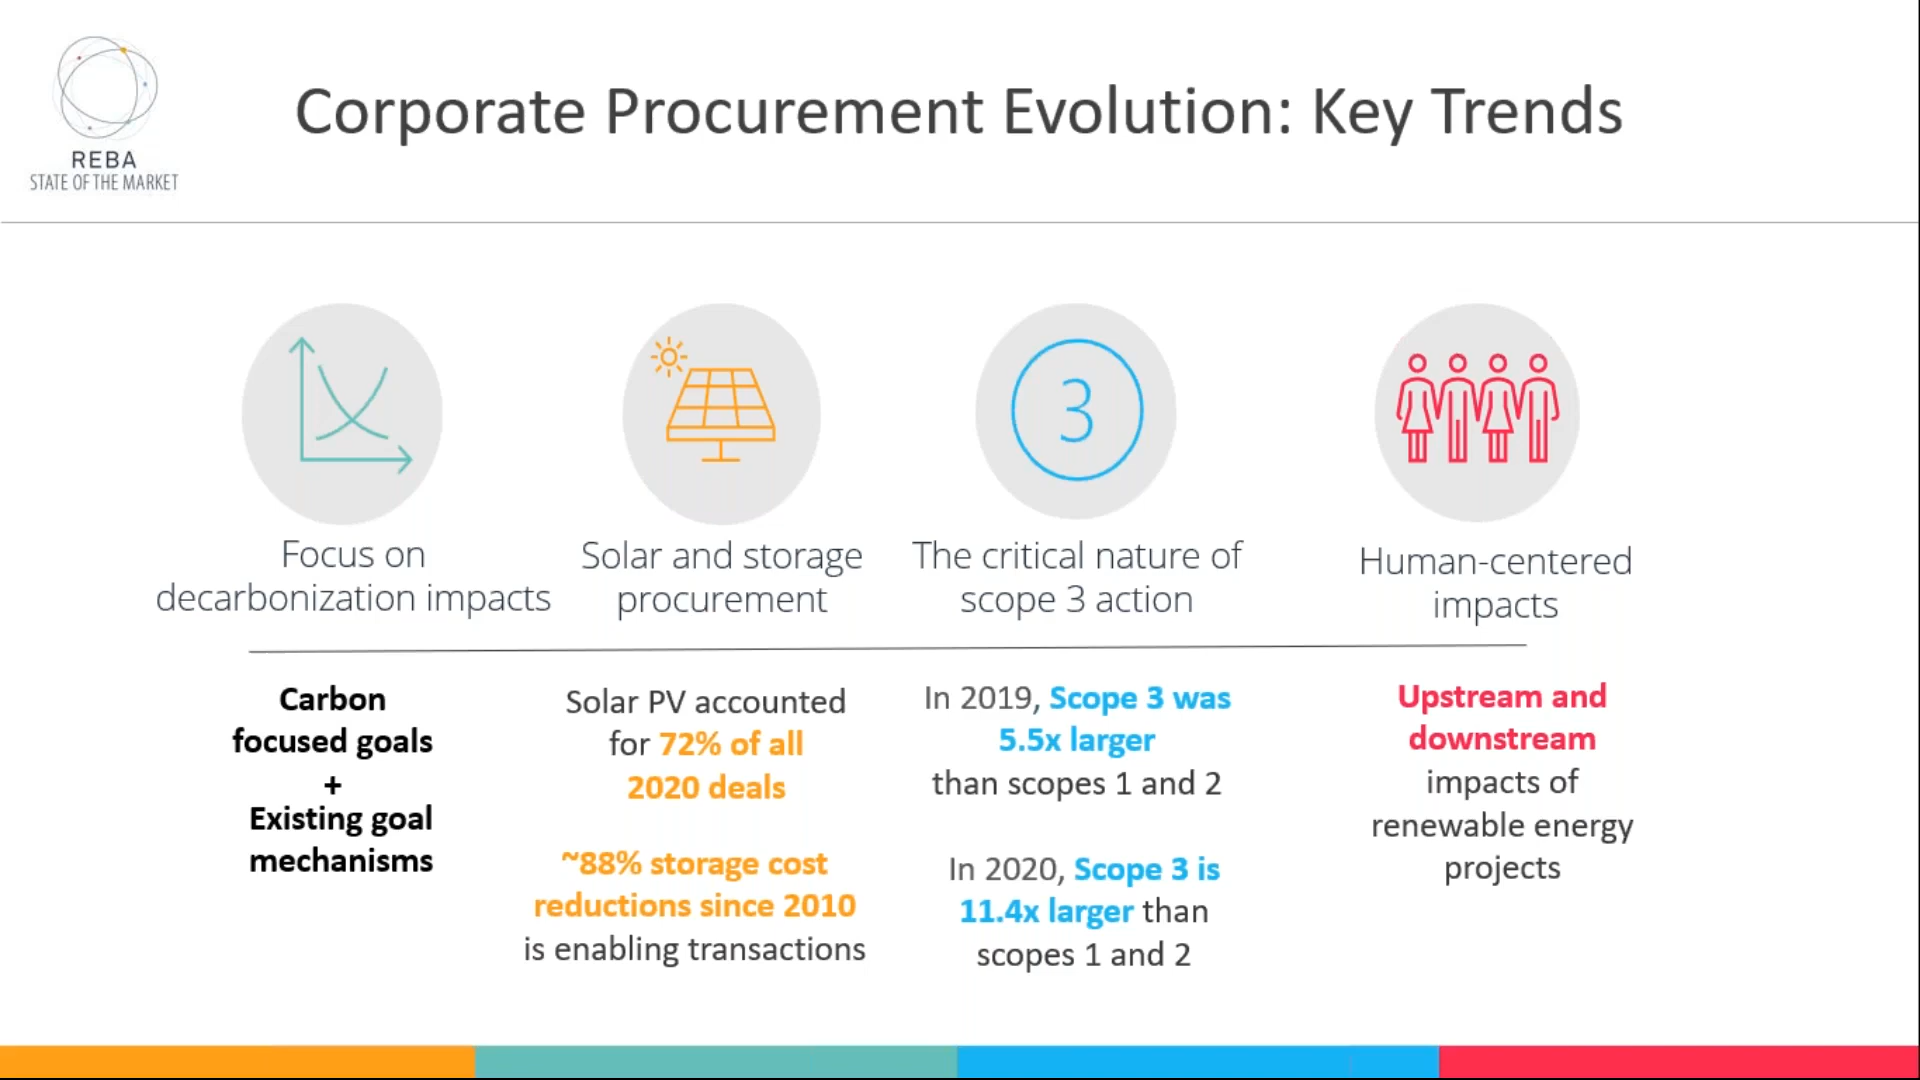 REBA
STATE OF THE MARKET
Corporate Procurement Evolution: Key Trends
3
Focus on
decarbonization impacts
Carbon
focused goals
+
Existing goal
mechanisms
Solar and storage
procurement
Solar PV accounted
for 72% of all
2020 deals
~88% storage cost
reductions since 2010
is enabling transactions
The critical nature of
scope 3 action
In 2019, Scope 3 was
5.5x larger
than scopes 1 and 2
In 2020, Scope 3 is
11.4x larger than
scopes 1 and 2
Human-centered
impacts
Upstream and
downstream
impacts of
renewable energy
projects